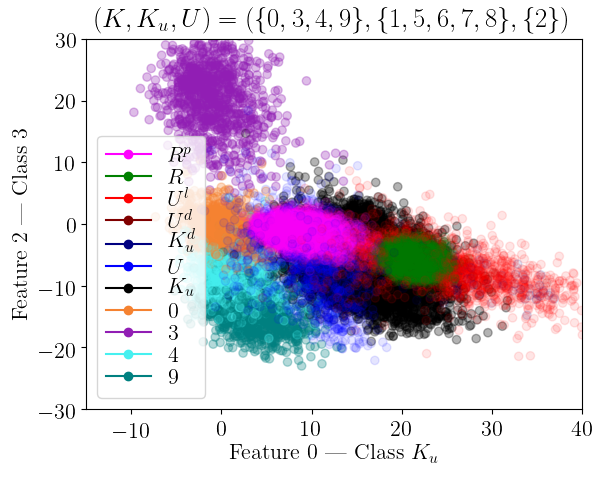 (K, K_u, U) = ({0, 3, 4, 9}, {1, 5, 6, 7, 8}, {2})
30
20
10
0
−10
−20
−30
Feature 2 — Class 3
R^p
R
U^l
U^d
K_u^d
U
K_u
0
3
4
9
−10 0 10 20 30 40
Feature 0 — Class K_u